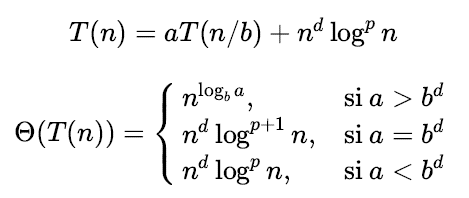 T(n) = aT(n/b) + n^d log^p n
Θ(T(n)) = { n^{log_b a}, si a > b^d
n^d log^{p+1} n, si a = b^d
n^d log^p n, si a < b^d